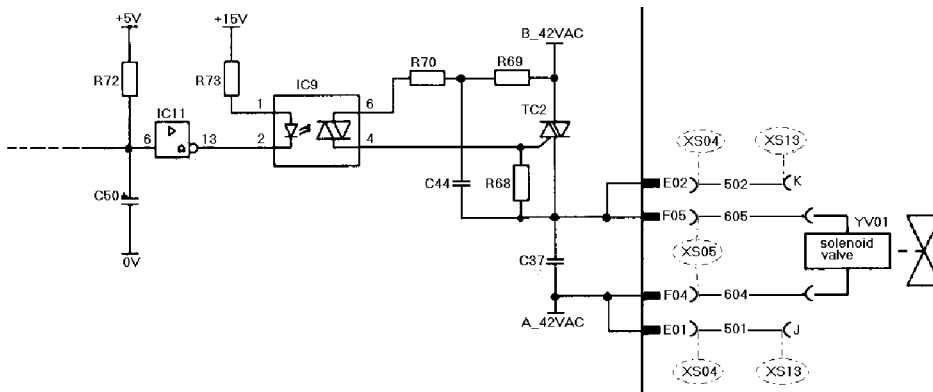 +5V
+15V
B_42VAC
R72
R73
IC9
R70
R69
IC11
1
6
TC2
6
13
2
4
C50
C44
R68
XS04
XS13
E02
502
K
F05
605
YV01
0V
C37
XS05
solenoid
valve
F04
604
A_42VAC
E01
501
J
XS04
XS13